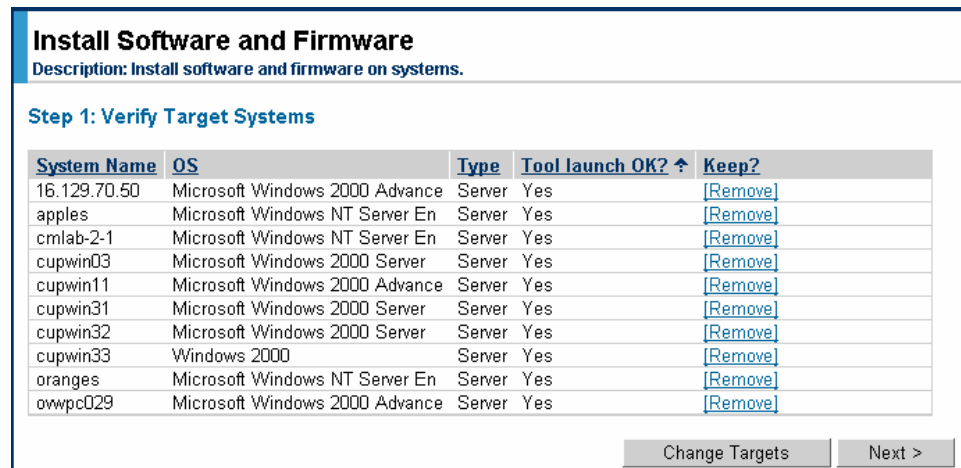 Install Software and Firmware
Description: Install software and firmware on systems.
Step 1: Verify Target Systems
System Name OS Type Tool launch OK? Keep?
16.129.70.50 Microsoft Windows 2000 Advance Server Yes [Remove]
apples Microsoft Windows NT Server En Server Yes [Remove]
cmlab-2-1 Microsoft Windows NT Server En Server Yes [Remove]
cupwin03 Microsoft Windows 2000 Server Server Yes [Remove]
cupwin11 Microsoft Windows 2000 Advance Server Yes [Remove]
cupwin31 Microsoft Windows 2000 Server Server Yes [Remove]
cupwin32 Microsoft Windows 2000 Server Server Yes [Remove]
cupwin33 Windows 2000 Server Yes [Remove]
oranges Microsoft Windows NT Server En Server Yes [Remove]
ovwpc029 Microsoft Windows 2000 Advance Server Yes [Remove]
Change Targets Next >